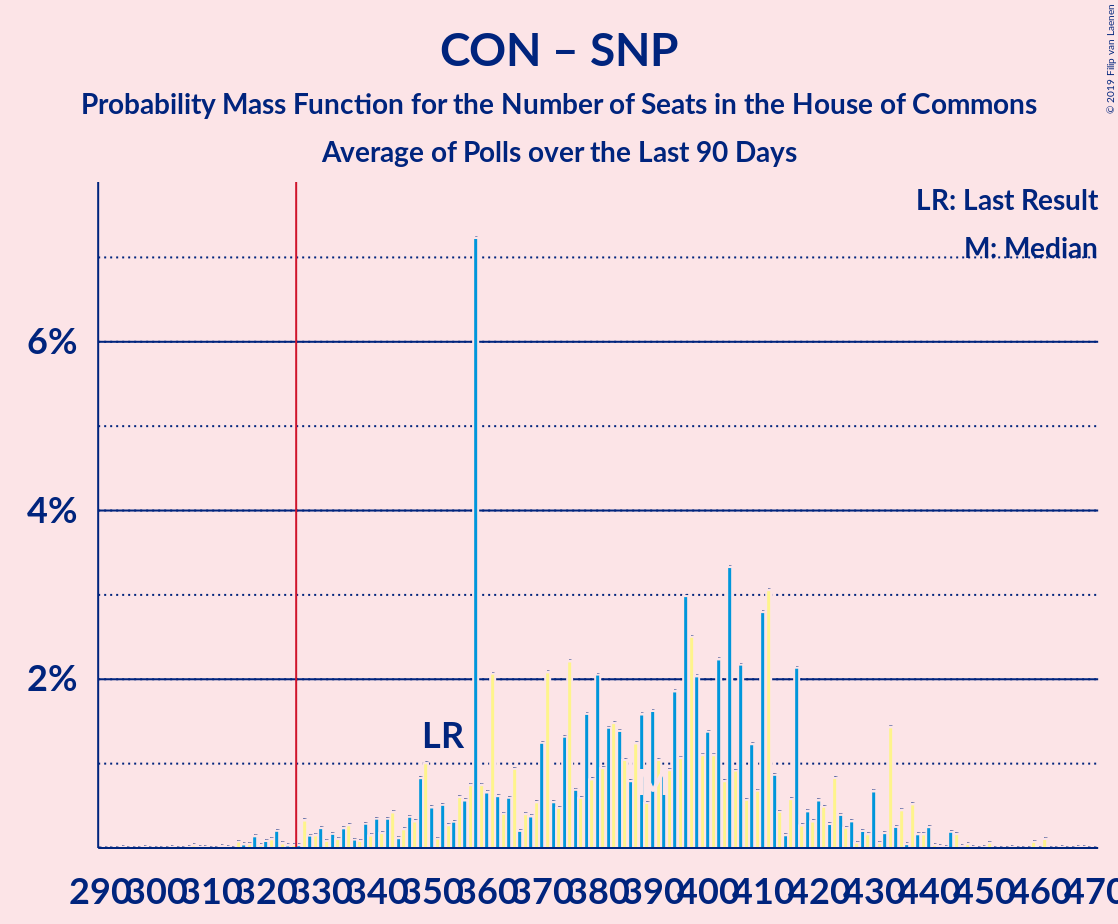 CON – SNP
Probability Mass Function for the Number of Seats in the House of Commons
Average of Polls over the Last 90 Days
© 2019 Filip van Laenen
LR: Last Result
M: Median
6%
4%
2%
LR
M
290 300 310 320 330 340 350 360 370 380 390 400 410 420 430 440 450 460 470